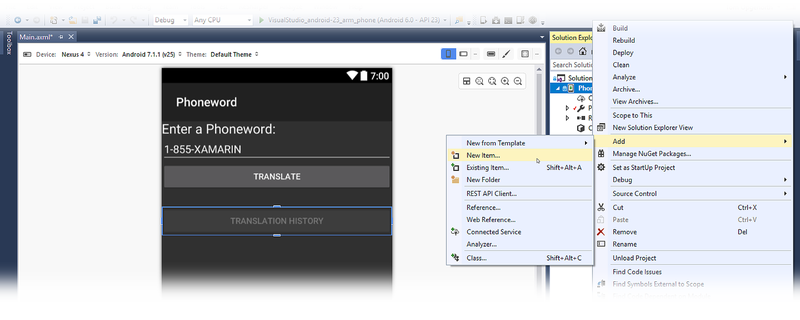 Debug Any CPU VisualStudio_android-23_arm_phone (Android 6.0 - API 23)
Toolbox
Main.axml*
Device: Nexus 4 Version: Android 7.1.1 (v25) Theme: Default Theme
7:00
Phoneword
Enter a Phoneword:
1-855-XAMARIN
TRANSLATE
TRANSLATION HISTORY
Solution Explo
Search Soluti
Solution
Phon
P
R
C
New from Template
New Item...
Existing Item... Shift+Alt+A
New Folder
REST API Client...
Reference...
Web Reference...
Connected Service
Analyzer...
Class... Shift+Alt+C
Build
Rebuild
Deploy
Clean
Analyze
Archive...
View Archives...
Scope to This
New Solution Explorer View
Add
Manage NuGet Packages...
Set as StartUp Project
Debug
Source Control
Cut Ctrl+X
Paste Ctrl+V
Remove Del
Rename
Unload Project
Find Code Issues
Find Symbols External to Scope